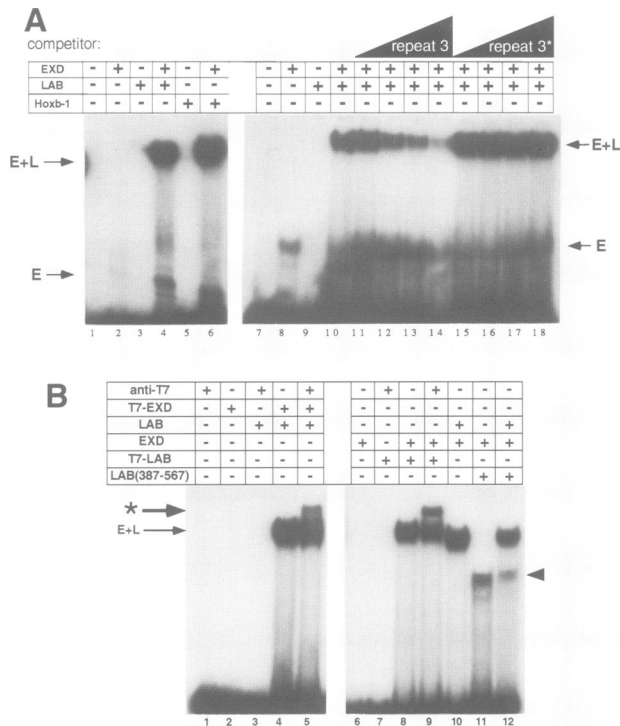 A
competitor:
repeat 3 repeat 3*
EXD - + - + - + - + - + + + + + + + + +
LAB - - + + - - - - + + + + + + + + + +
Hoxb-1 - - - - + + - - - - - - - - - - - -
E+L E+L
E E
1 2 3 4 5 6 7 8 9 10 11 12 13 14 15 16 17 18
B
anti-T7 + - + - + - + - + - - -
T7-EXD - + - + + - - - - - - -
LAB - - + + + - - - - + - +
EXD - - - - - + - + + + + +
T7-LAB - - - - - - + + + - - -
LAB(387-567) - - - - - - - - - - + +
*
E+L
1 2 3 4 5 6 7 8 9 10 11 12